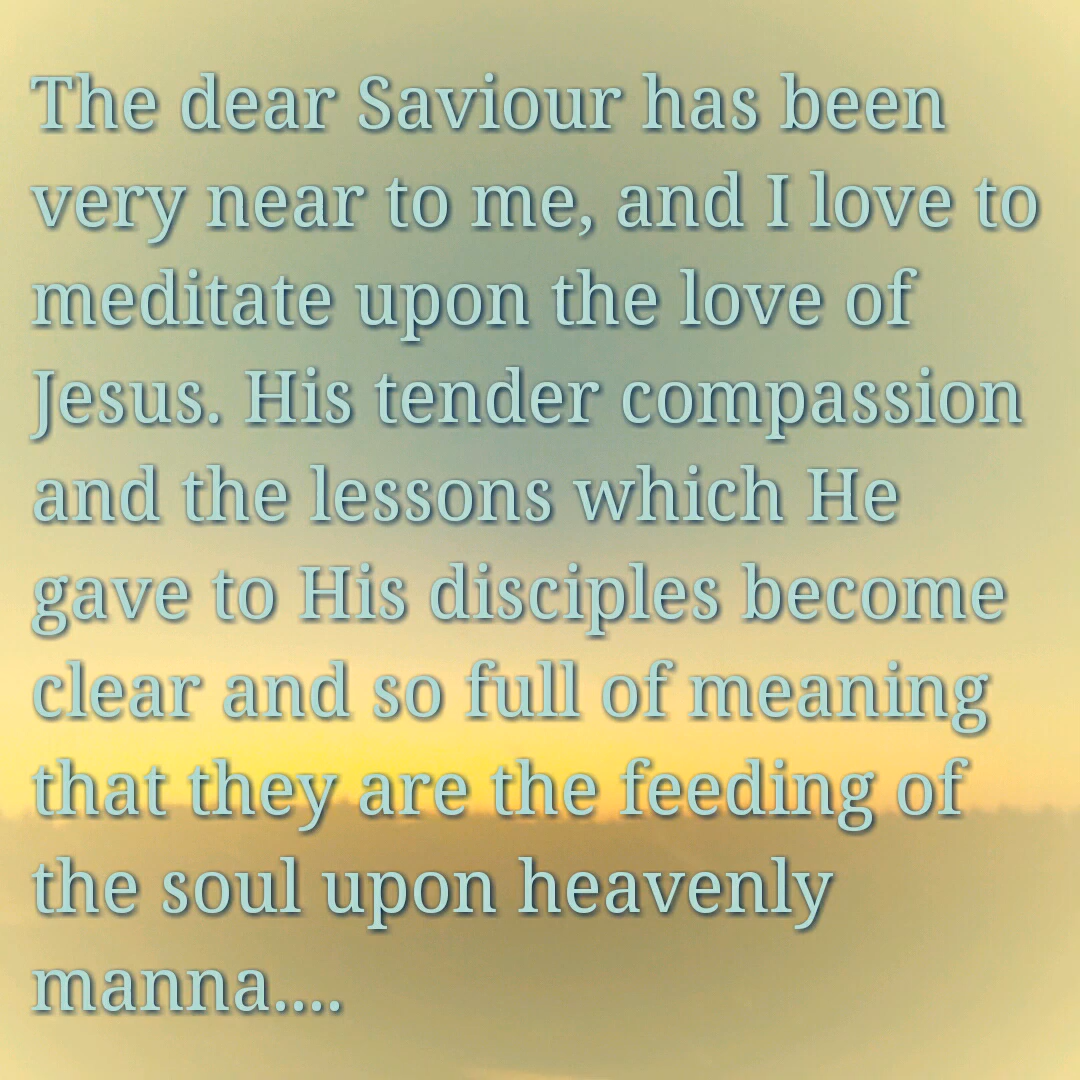 The dear Saviour has been
very near to me, and I love to
meditate upon the love of
Jesus. His tender compassion
and the lessons which He
gave to His disciples become
clear and so full of meaning
that they are the feeding of
the soul upon heavenly
manna....